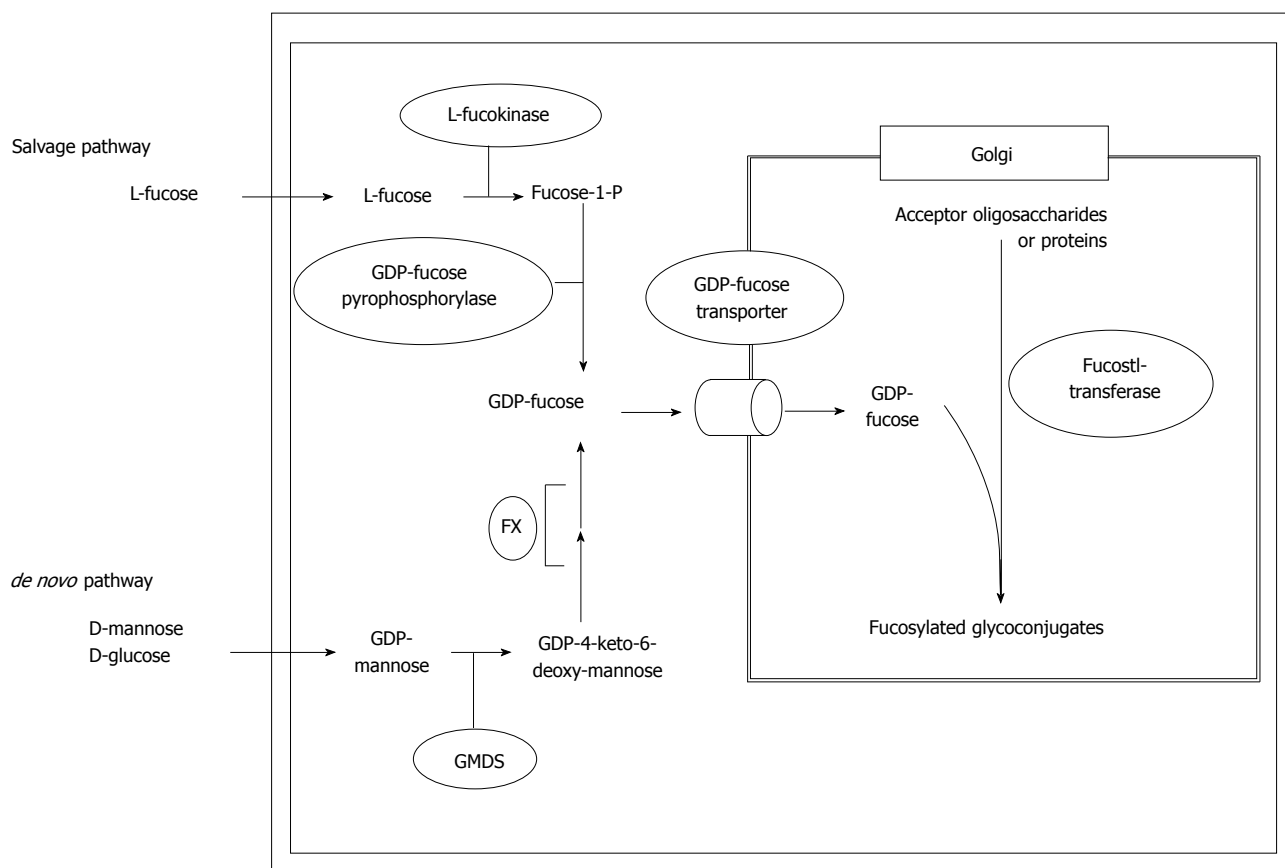 L-fucokinase
Salvage pathway
Golgi
L-fucose
L-fucose
Fucose-1-P
Acceptor oligosaccharides
or proteins
GDP-fucose
pyrophosphorylase
GDP-fucose
transporter
Fucostl-
transferase
GDP-fucose
GDP-
fucose
FX
de novo pathway
D-mannose
D-glucose
GDP-
mannose
GDP-4-keto-6-
deoxy-mannose
Fucosylated glycoconjugates
GMDS